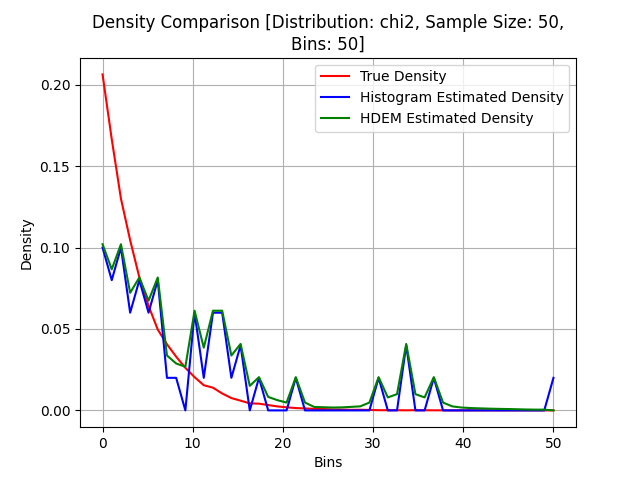 Density Comparison [Distribution: chi2, Sample Size: 50,
Bins: 50]
True Density
Histogram Estimated Density
HDEM Estimated Density
Density
0.20
0.15
0.10
0.05
0.00
0 10 20 30 40 50
Bins